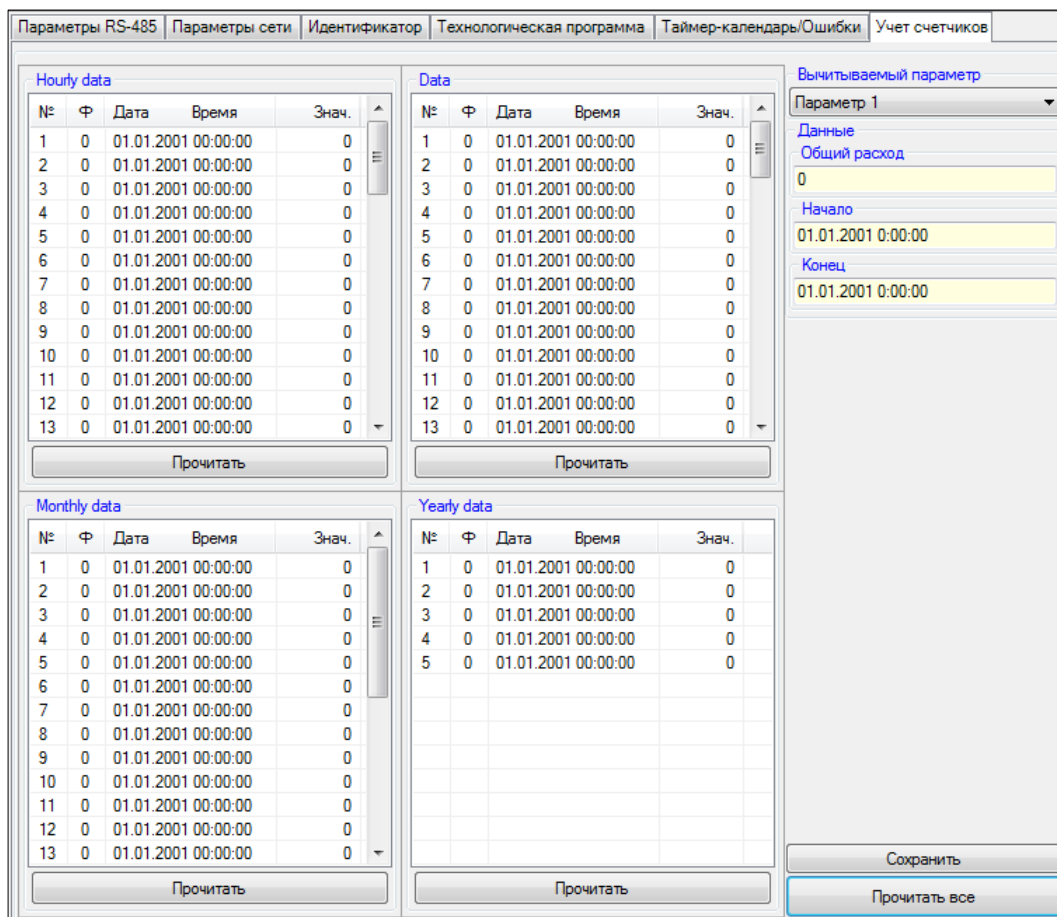 Параметры RS-485 Параметры сети Идентификатор Технологическая программа Таймер-календарь/Ошибки Учет счетчиков
Hourly data
№ Ф Дата Время Знач.
1 0 01.01.2001 00:00:00 0
2 0 01.01.2001 00:00:00 0
3 0 01.01.2001 00:00:00 0
4 0 01.01.2001 00:00:00 0
5 0 01.01.2001 00:00:00 0
6 0 01.01.2001 00:00:00 0
7 0 01.01.2001 00:00:00 0
8 0 01.01.2001 00:00:00 0
9 0 01.01.2001 00:00:00 0
10 0 01.01.2001 00:00:00 0
11 0 01.01.2001 00:00:00 0
12 0 01.01.2001 00:00:00 0
13 0 01.01.2001 00:00:00 0
Прочитать
Data
№ Ф Дата Время Знач.
1 0 01.01.2001 00:00:00 0
2 0 01.01.2001 00:00:00 0
3 0 01.01.2001 00:00:00 0
4 0 01.01.2001 00:00:00 0
5 0 01.01.2001 00:00:00 0
6 0 01.01.2001 00:00:00 0
7 0 01.01.2001 00:00:00 0
8 0 01.01.2001 00:00:00 0
9 0 01.01.2001 00:00:00 0
10 0 01.01.2001 00:00:00 0
11 0 01.01.2001 00:00:00 0
12 0 01.01.2001 00:00:00 0
13 0 01.01.2001 00:00:00 0
Прочитать
Вычитываемый параметр
Параметр 1
Данные
Общий расход
0
Начало
01.01.2001 0:00:00
Конец
01.01.2001 0:00:00
Monthly data
№ Ф Дата Время Знач.
1 0 01.01.2001 00:00:00 0
2 0 01.01.2001 00:00:00 0
3 0 01.01.2001 00:00:00 0
4 0 01.01.2001 00:00:00 0
5 0 01.01.2001 00:00:00 0
6 0 01.01.2001 00:00:00 0
7 0 01.01.2001 00:00:00 0
8 0 01.01.2001 00:00:00 0
9 0 01.01.2001 00:00:00 0
10 0 01.01.2001 00:00:00 0
11 0 01.01.2001 00:00:00 0
12 0 01.01.2001 00:00:00 0
13 0 01.01.2001 00:00:00 0
Прочитать
Yearly data
№ Ф Дата Время Знач.
1 0 01.01.2001 00:00:00 0
2 0 01.01.2001 00:00:00 0
3 0 01.01.2001 00:00:00 0
4 0 01.01.2001 00:00:00 0
5 0 01.01.2001 00:00:00 0
Прочитать
Сохранить
Прочитать все